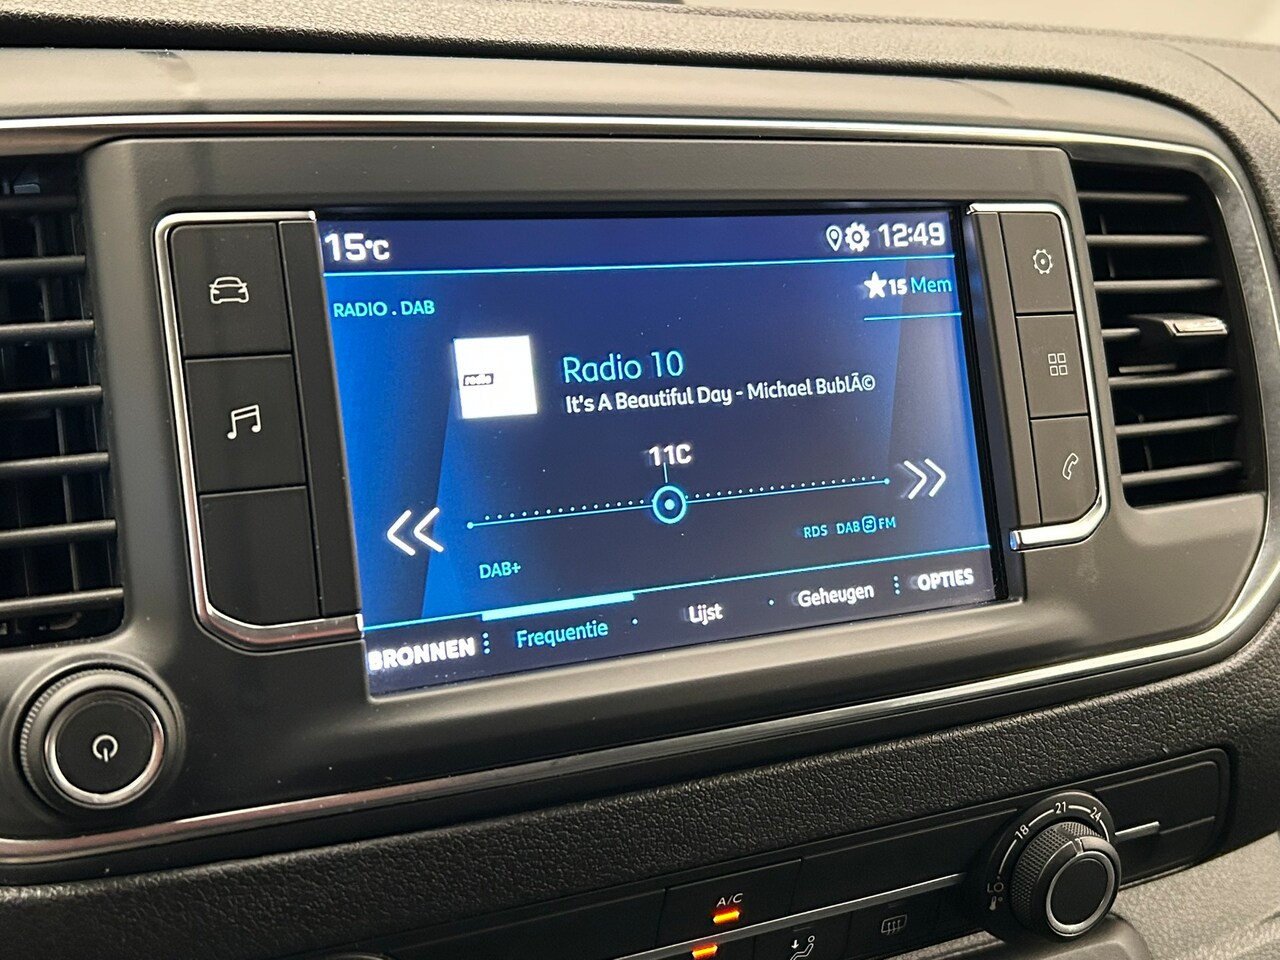 15°C
12:49
RADIO . DAB
15 Mem
radio
Radio 10
It's A Beautiful Day - Michael BublÃ©
11C
RDS DAB FM
DAB+
BRONNEN
Frequentie
Lijst
Geheugen
OPTIES
18 21 24
LO
A/C